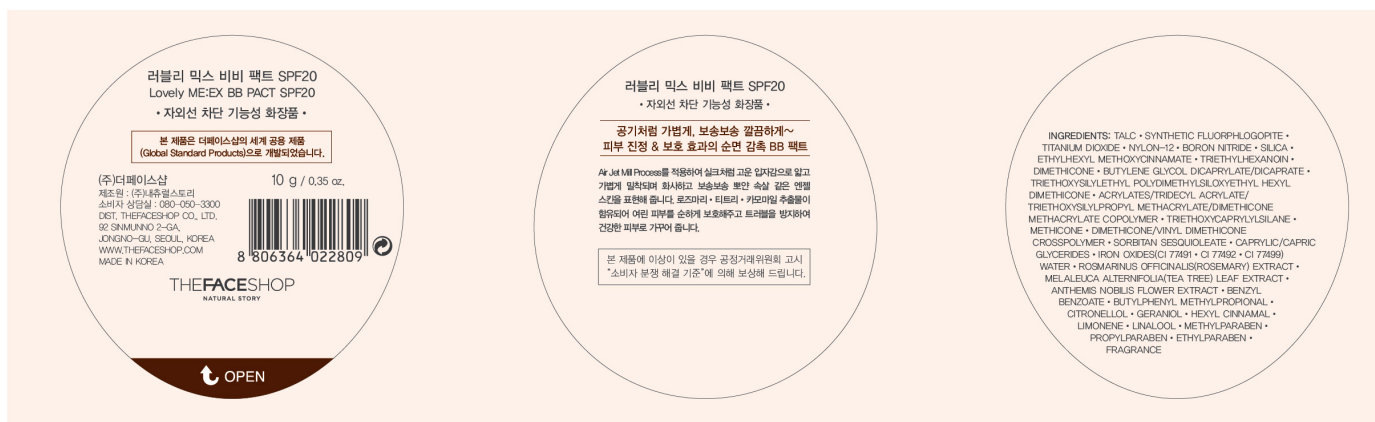 러블리 믹스 비비 팩트 SPF20
Lovely ME:EX BB PACT SPF20
• 자외선 차단 기능성 화장품 •
본 제품은 더페이스샵의 세계 공용 제품
(Global Standard Products)으로 개발되었습니다.
(주)더페이스샵
10 g / 0.35 oz.
제조원 : (주)내츄럴스토리
소비자 상담실 : 080-050-3300
DIST. THEFACESHOP CO., LTD.
92 SINMUNNO 2-GA,
JONGNO-GU, SEOUL, KOREA
WWW.THEFACESHOP.COM
MADE IN KOREA
8 806364 022809
THEFACESHOP
NATURAL STORY
OPEN
러블리 믹스 비비 팩트 SPF20
• 자외선 차단 기능성 화장품 •
공기처럼 가볍게, 보송보송 깔끔하게~
피부 진정 & 보호 효과의 순면 감촉 BB 팩트
Air Jet Mill Process를 적용하여 실크처럼 고운 입자감으로 얇고
가볍게 밀착되며 화사하고 보송보송 뽀얀 속살 같은 엔젤
스킨을 표현해 줍니다. 로즈마리 • 티트리 • 카모마일 추출물이
함유되어 여린 피부를 순하게 보호해주고 트러블을 방지하여
건강한 피부로 가꾸어 줍니다.
본 제품에 이상이 있을 경우 공정거래위원회 고시
"소비자 분쟁 해결 기준"에 의해 보상해 드립니다.
INGREDIENTS: TALC • SYNTHETIC FLUORPHLOGOPITE •
TITANIUM DIOXIDE • NYLON-12 • BORON NITRIDE • SILICA •
ETHYLHEXYL METHOXYCINNAMATE • TRIETHYLHEXANOIN •
DIMETHICONE • BUTYLENE GLYCOL DICAPRYLATE/DICAPRATE •
TRIETHOXYSILYLETHYL POLYDIMETHYLSILOXYETHYL HEXYL
DIMETHICONE • ACRYLATES/TRIDECYL ACRYLATE/
TRIETHOXYSILYLPROPYL METHACRYLATE/DIMETHICONE
METHACRYLATE COPOLYMER • TRIETHOXYCAPRYLYLSILANE •
METHICONE • DIMETHICONE/VINYL DIMETHICONE
CROSSPOLYMER • SORBITAN SESQUIOLEATE • CAPRYLIC/CAPRIC
GLYCERIDES • IRON OXIDES(CI 77491 • CI 77492 • CI 77499)
WATER • ROSMARINUS OFFICINALIS(ROSEMARY) EXTRACT •
MELALEUCA ALTERNIFOLIA(TEA TREE) LEAF EXTRACT •
ANTHEMIS NOBILIS FLOWER EXTRACT • BENZYL
BENZOATE • BUTYLPHENYL METHYLPROPIONAL •
CITRONELLOL • GERANIOL • HEXYL CINNAMAL •
LIMONENE • LINALOOL • METHYLPARABEN •
PROPYLPARABEN • ETHYLPARABEN •
FRAGRANCE